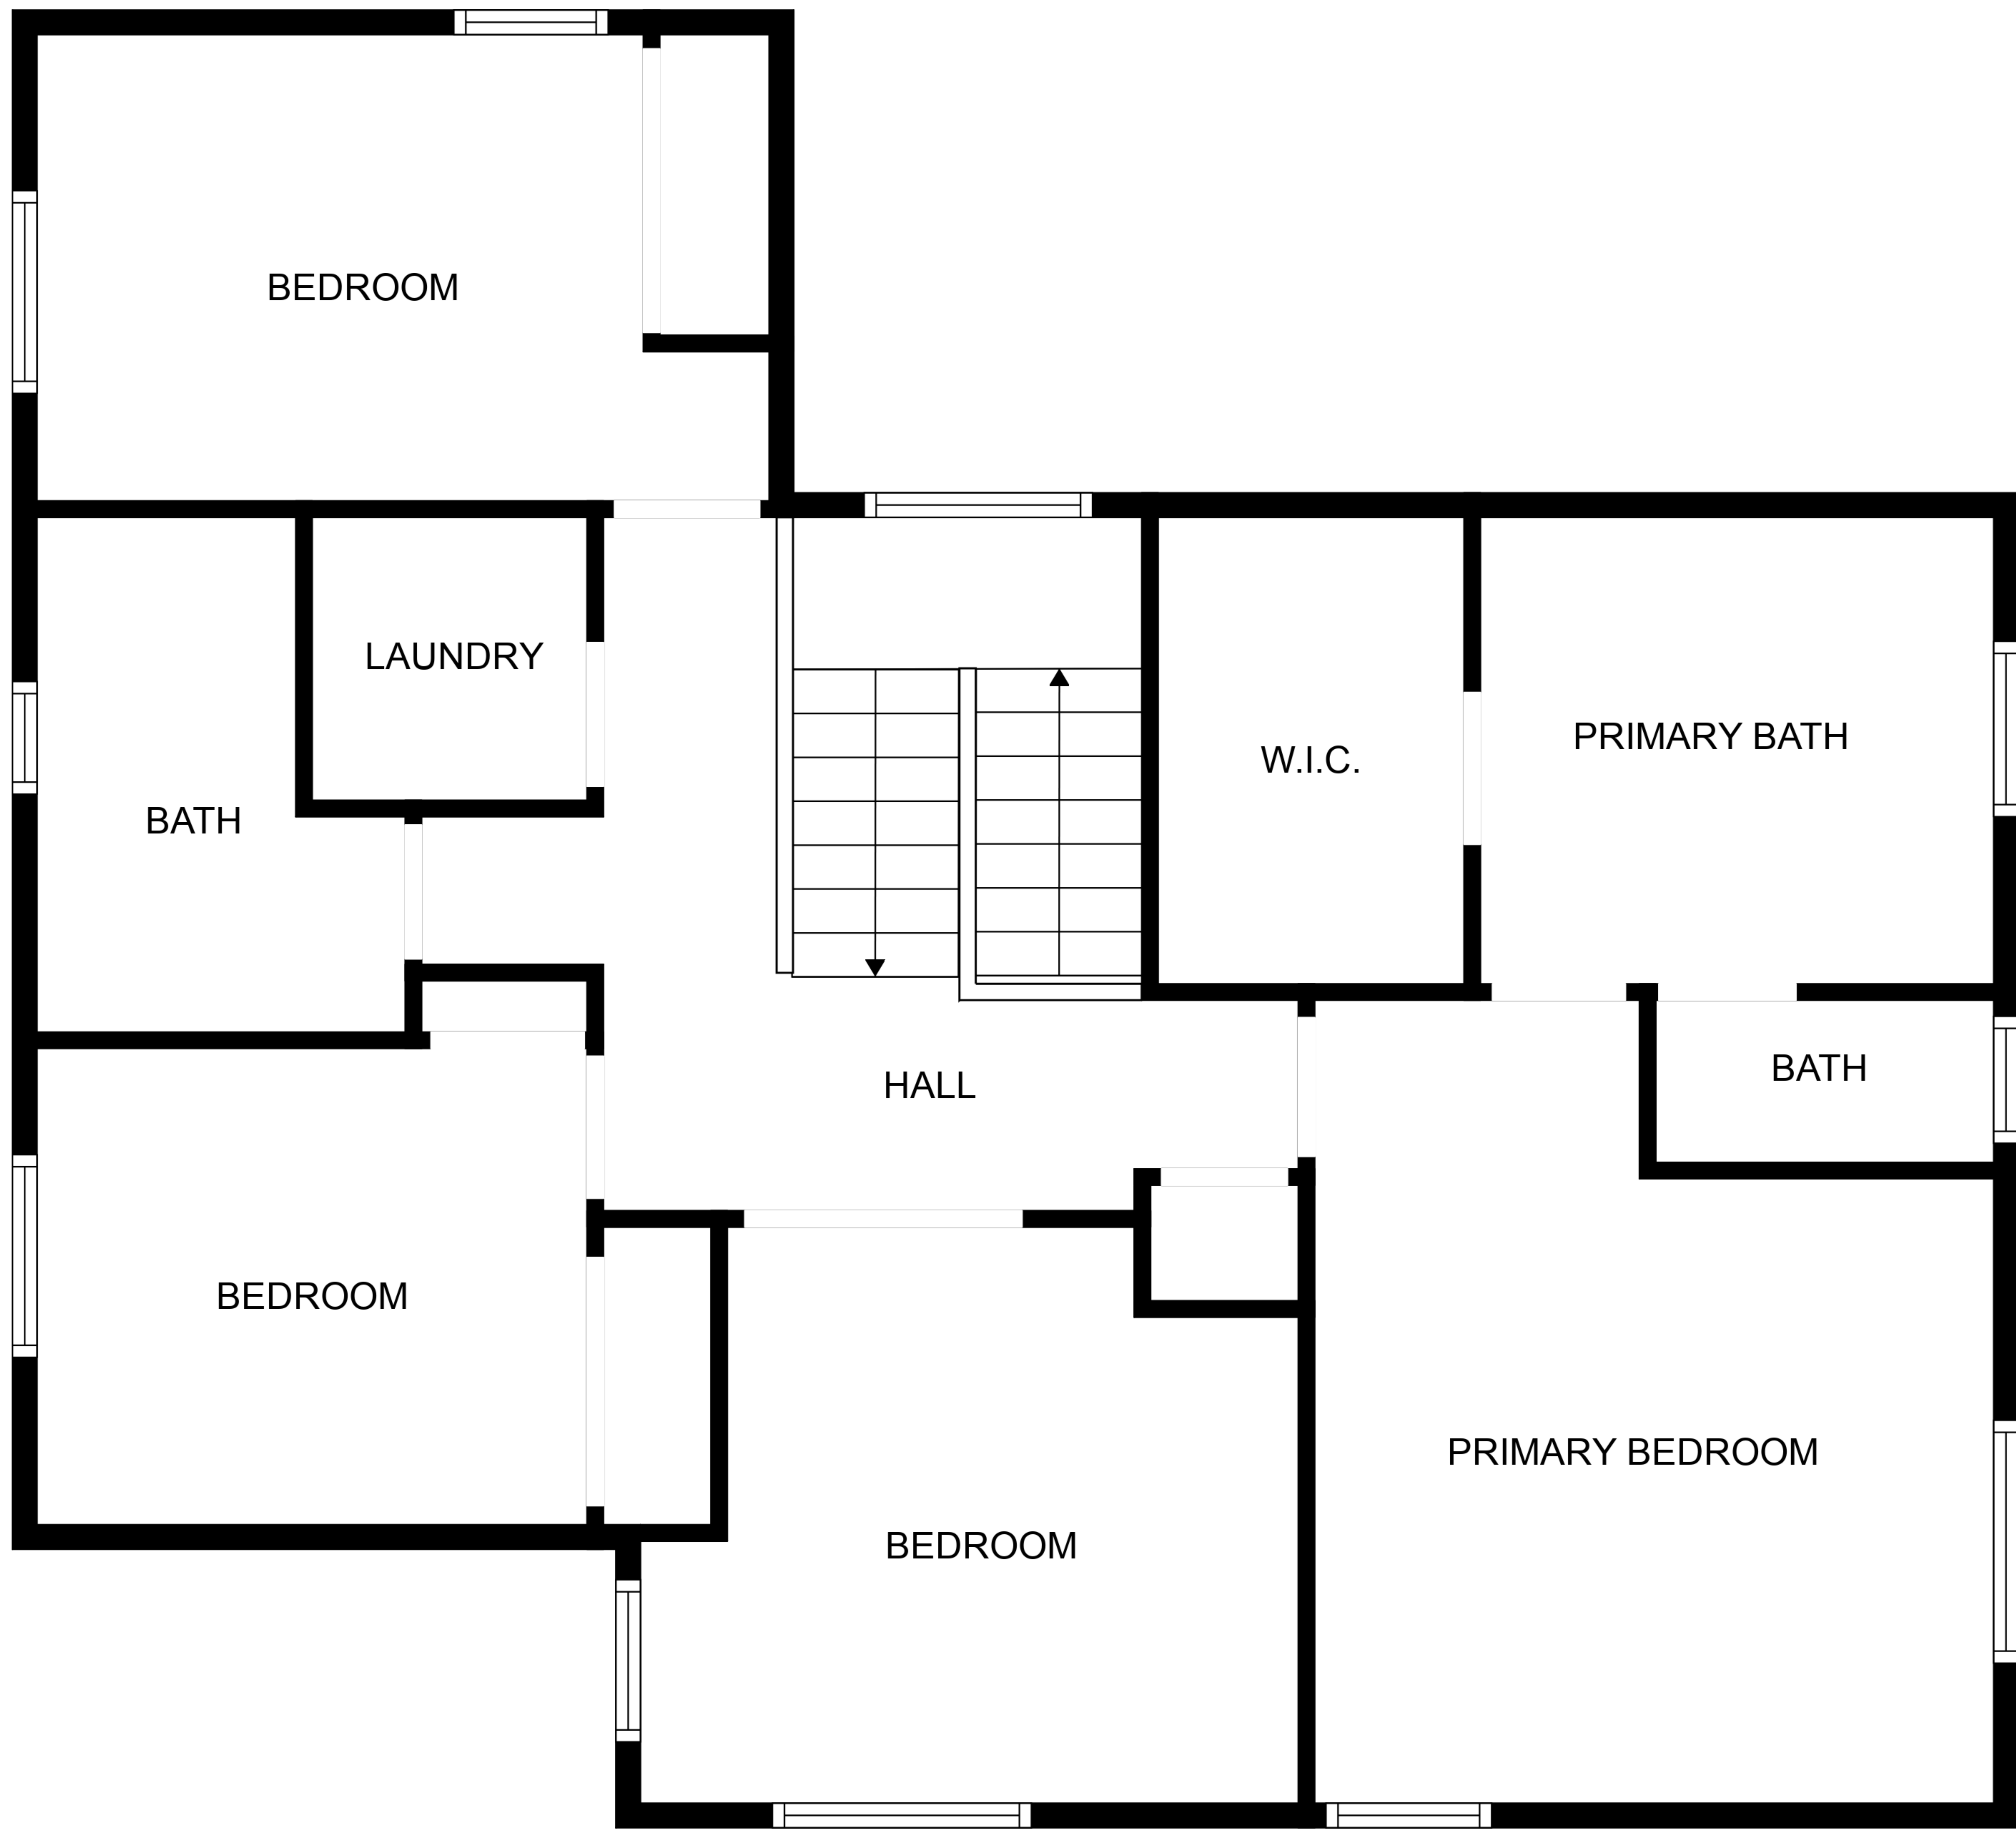 BEDROOM
LAUNDRY
PRIMARY BATH
W.I.C.
BATH
BATH
HALL
BEDROOM
PRIMARY BEDROOM
BEDROOM